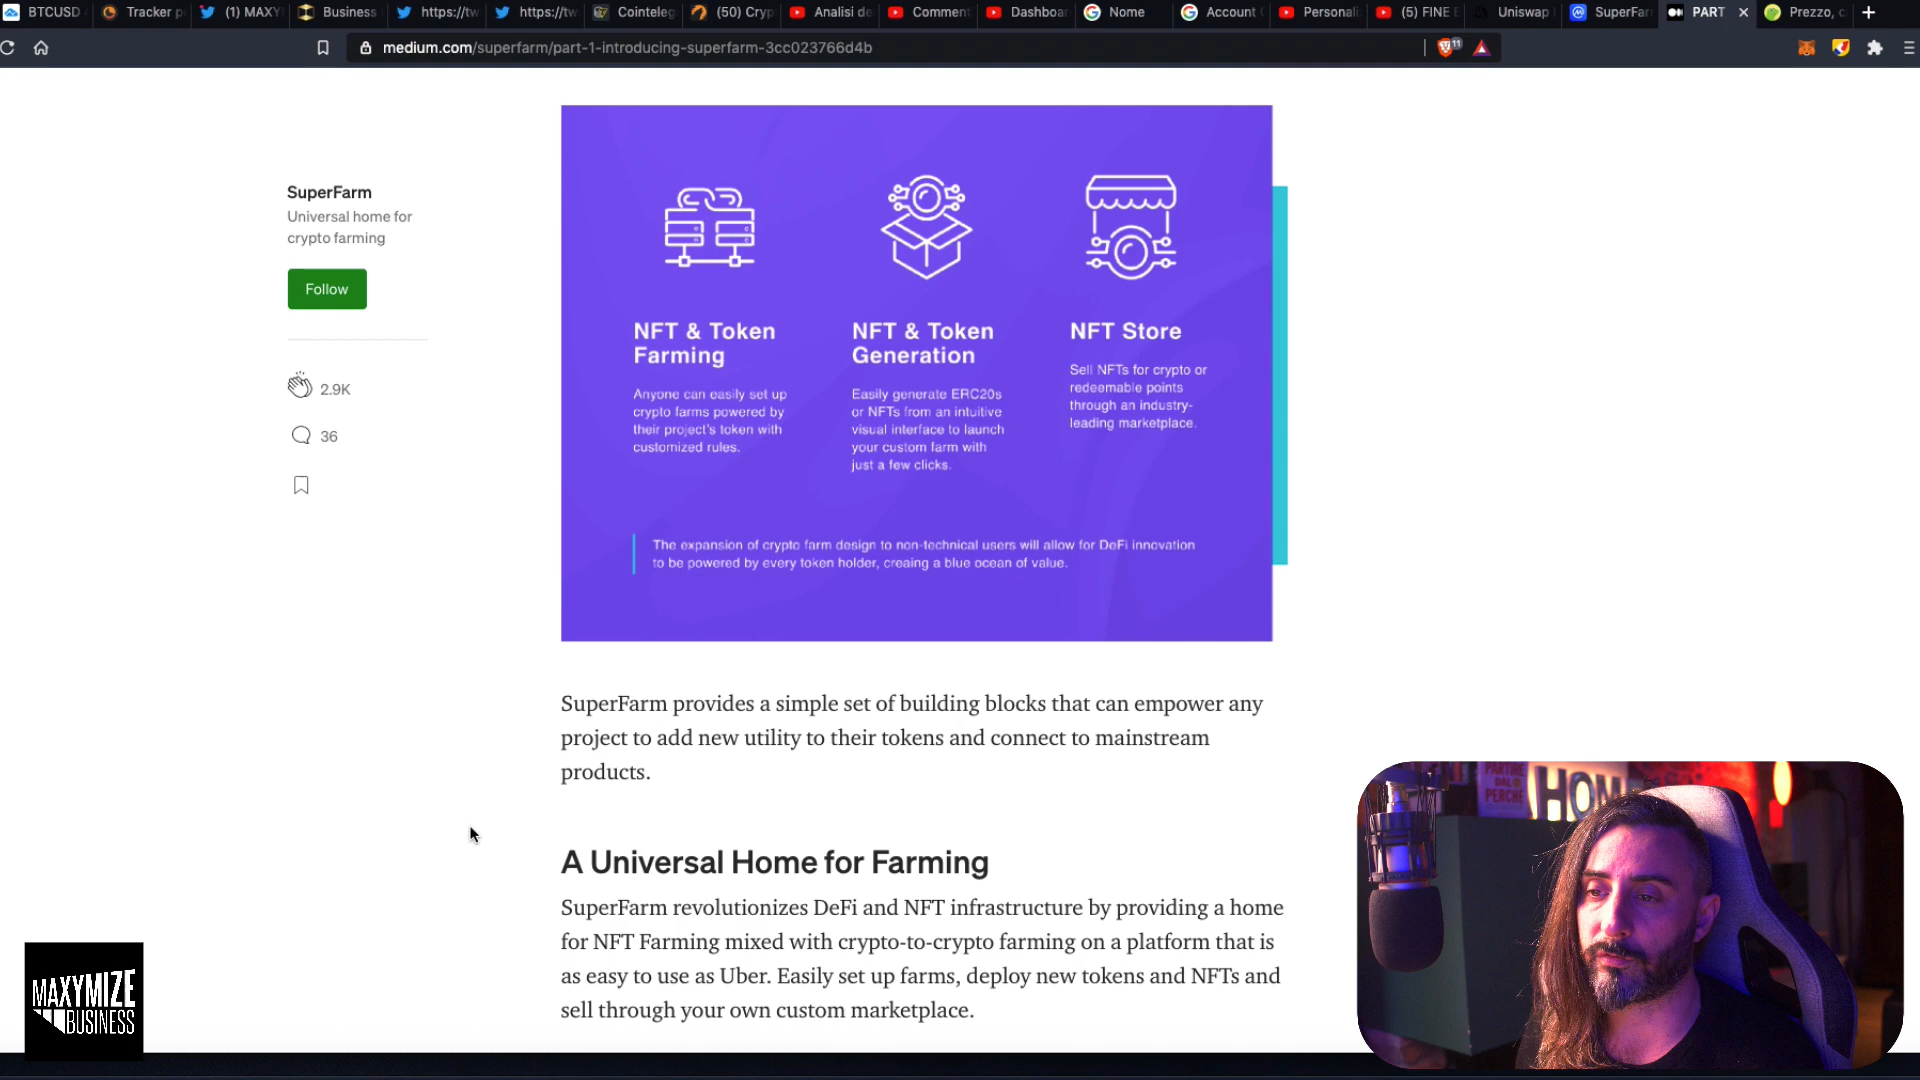 BTCUSD
Tracker p
(1) MAXY
Business
https://tw
https://tw
Cointeleg
(50) Cryp
Analisi de
Comment
Dashboar
Nome
Account
Personali
(5) FINE
Uniswap
SuperFar
PART
Prezzo, c
medium.com/superfarm/part-1-introducing-superfarm-3cc023766d4b
11
SuperFarm
Universal home for
crypto farming
Follow
2.9K
36
NFT & Token
Farming
Anyone can easily set up
crypto farms powered by
their project's token with
customized rules.
NFT & Token
Generation
Easily generate ERC20s
or NFTs from an intuitive
visual interface to launch
your custom farm with
just a few clicks.
NFT Store
Sell NFTs for crypto or
redeemable points
through an industry-
leading marketplace.
The expansion of crypto farm design to non-technical users will allow for DeFi innovation
to be powered by every token holder, creaing a blue ocean of value.
SuperFarm provides a simple set of building blocks that can empower any
project to add new utility to their tokens and connect to mainstream
products.
A Universal Home for Farming
SuperFarm revolutionizes DeFi and NFT infrastructure by providing a home
for NFT Farming mixed with crypto-to-crypto farming on a platform that is
as easy to use as Uber. Easily set up farms, deploy new tokens and NFTs and
sell through your own custom marketplace.
MAXYMIZE
BUSINESS
PARTIRE
DAL
PERCHÉ
HOM